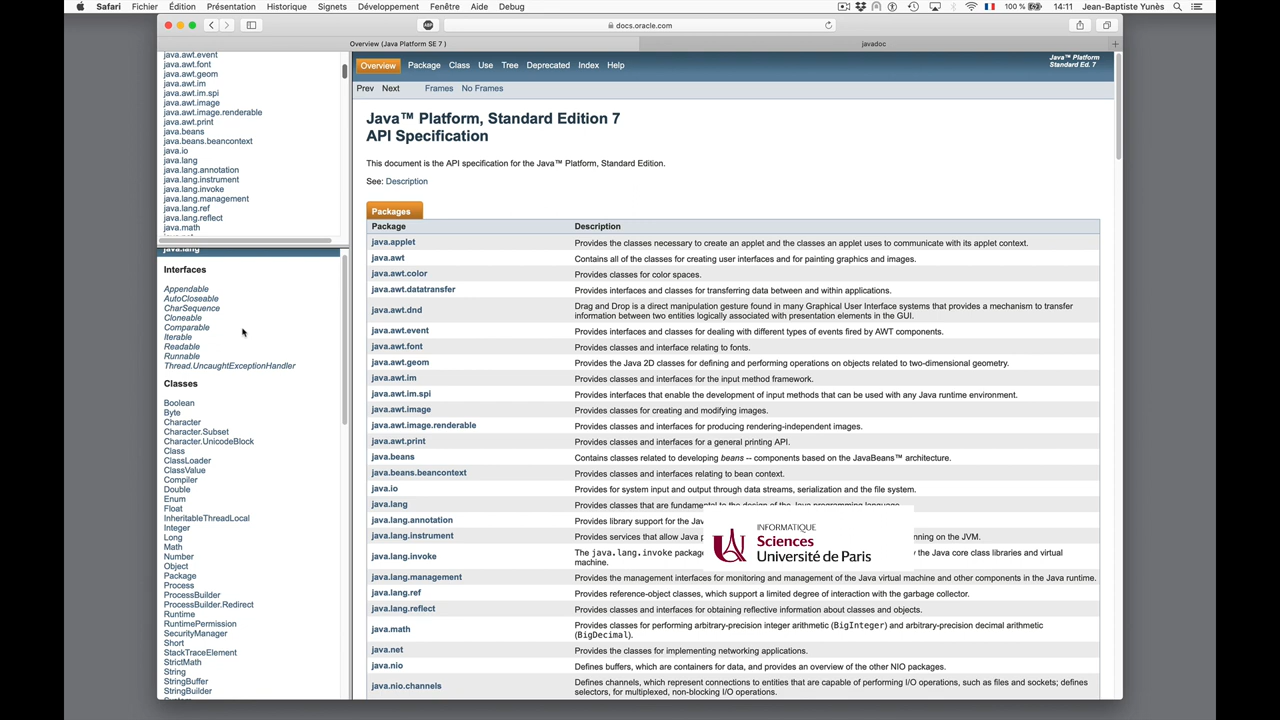 Safari Fichier Édition Présentation Historique Signets Développement Fenêtre Aide Debug 100 % 14:11 Jean-Baptiste Yunès
ABP docs.oracle.com
Overview (Java Platform SE 7 ) javadoc
java.awt.event
java.awt.font
java.awt.geom
java.awt.im
java.awt.im.spi
java.awt.image
java.awt.image.renderable
java.awt.print
java.beans
java.beans.beancontext
java.io
java.lang
java.lang.annotation
java.lang.instrument
java.lang.invoke
java.lang.management
java.lang.ref
java.lang.reflect
java.math
java.lang
Interfaces
Appendable
AutoCloseable
CharSequence
Cloneable
Comparable
Iterable
Readable
Runnable
Thread.UncaughtExceptionHandler
Classes
Boolean
Byte
Character
Character.Subset
Character.UnicodeBlock
Class
ClassLoader
ClassValue
Compiler
Double
Enum
Float
InheritableThreadLocal
Integer
Long
Math
Number
Object
Package
Process
ProcessBuilder
ProcessBuilder.Redirect
Runtime
RuntimePermission
SecurityManager
Short
StackTraceElement
StrictMath
String
StringBuffer
StringBuilder
Overview Package Class Use Tree Deprecated Index Help
Java™ Platform
Standard Ed. 7
Prev Next Frames No Frames
Java™ Platform, Standard Edition 7
API Specification
This document is the API specification for the Java™ Platform, Standard Edition.
See: Description
Packages
Package Description
java.applet Provides the classes necessary to create an applet and the classes an applet uses to communicate with its applet context.
java.awt Contains all of the classes for creating user interfaces and for painting graphics and images.
java.awt.color Provides classes for color spaces.
java.awt.datatransfer Provides interfaces and classes for transferring data between and within applications.
java.awt.dnd Drag and Drop is a direct manipulation gesture found in many Graphical User Interface systems that provides a mechanism to transfer
information between two entities logically associated with presentation elements in the GUI.
java.awt.event Provides interfaces and classes for dealing with different types of events fired by AWT components.
java.awt.font Provides classes and interface relating to fonts.
java.awt.geom Provides the Java 2D classes for defining and performing operations on objects related to two-dimensional geometry.
java.awt.im Provides classes and interfaces for the input method framework.
java.awt.im.spi Provides interfaces that enable the development of input methods that can be used with any Java runtime environment.
java.awt.image Provides classes for creating and modifying images.
java.awt.image.renderable Provides classes and interfaces for producing rendering-independent images.
java.awt.print Provides classes and interfaces for a general printing API.
java.beans Contains classes related to developing beans -- components based on the JavaBeans™ architecture.
java.beans.beancontext Provides classes and interfaces relating to bean context.
java.io Provides for system input and output through data streams, serialization and the file system.
java.lang Provides classes that are fundamental to the design of the Java programming language.
java.lang.annotation Provides library support for the Jav
java.lang.instrument Provides services that allow Java p nning on the JVM.
java.lang.invoke The java.lang.invoke packag the Java core class libraries and virtual
machine.
INFORMATIQUE
Sciences
Université de Paris
java.lang.management Provides the management interfaces for monitoring and management of the Java virtual machine and other components in the Java runtime.
java.lang.ref Provides reference-object classes, which support a limited degree of interaction with the garbage collector.
java.lang.reflect Provides classes and interfaces for obtaining reflective information about classes and objects.
java.math Provides classes for performing arbitrary-precision integer arithmetic (BigInteger) and arbitrary-precision decimal arithmetic
(BigDecimal).
java.net Provides the classes for implementing networking applications.
java.nio Defines buffers, which are containers for data, and provides an overview of the other NIO packages.
java.nio.channels Defines channels, which represent connections to entities that are capable of performing I/O operations, such as files and sockets; defines
selectors, for multiplexed, non-blocking I/O operations.